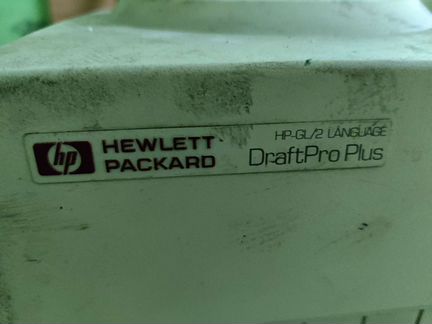 hp
HEWLETT
PACKARD
HP-GL/2 LANGUAGE
DraftPro Plus